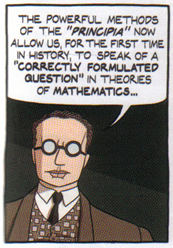 THE POWERFUL METHODS
OF THE "PRINCIPIA" NOW
ALLOW US, FOR THE FIRST TIME
IN HISTORY, TO SPEAK OF A
"CORRECTLY FORMULATED
QUESTION" IN THEORIES
OF MATHEMATICS...